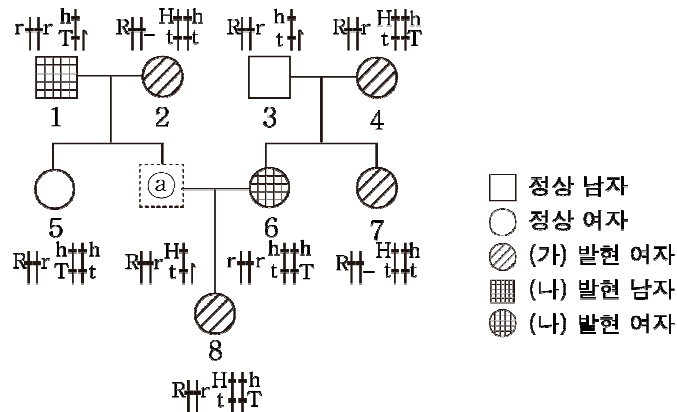 r r h T R - H t h t R r h t R r H t h T
1 2 3 4
ⓐ
5 6 7
R r h T h t R r H t r r h t h T R - H t h t
8
R r H t h T
정상 남자
정상 여자
(가) 발현 여자
(나) 발현 남자
(나) 발현 여자